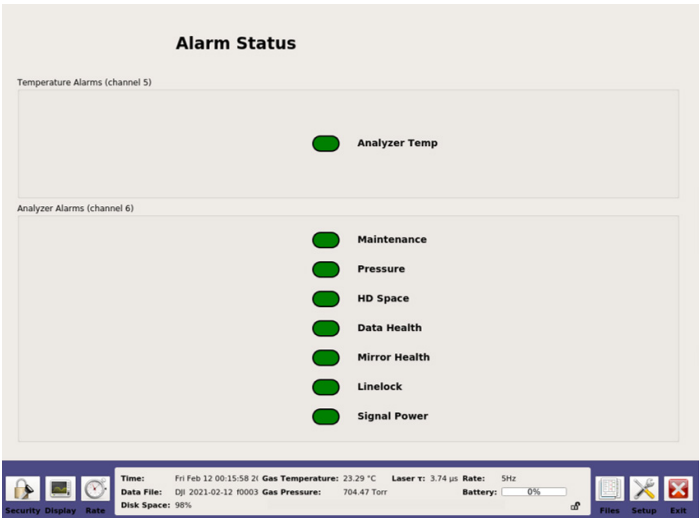 Alarm Status
Temperature Alarms (channel 5)
Analyzer Temp
Analyzer Alarms (channel 6)
Maintenance
Pressure
HD Space
Data Health
Mirror Health
Linelock
Signal Power
Time: Fri Feb 12 00:15:58 2( Gas Temperature: 23.29 °C Laser τ: 3.74 µs Rate: 5Hz
Data File: DJI 2021-02-12 f0003 Gas Pressure: 704.47 Torr Battery: 0%
Disk Space: 98%
Security Display Rate Files Setup Exit